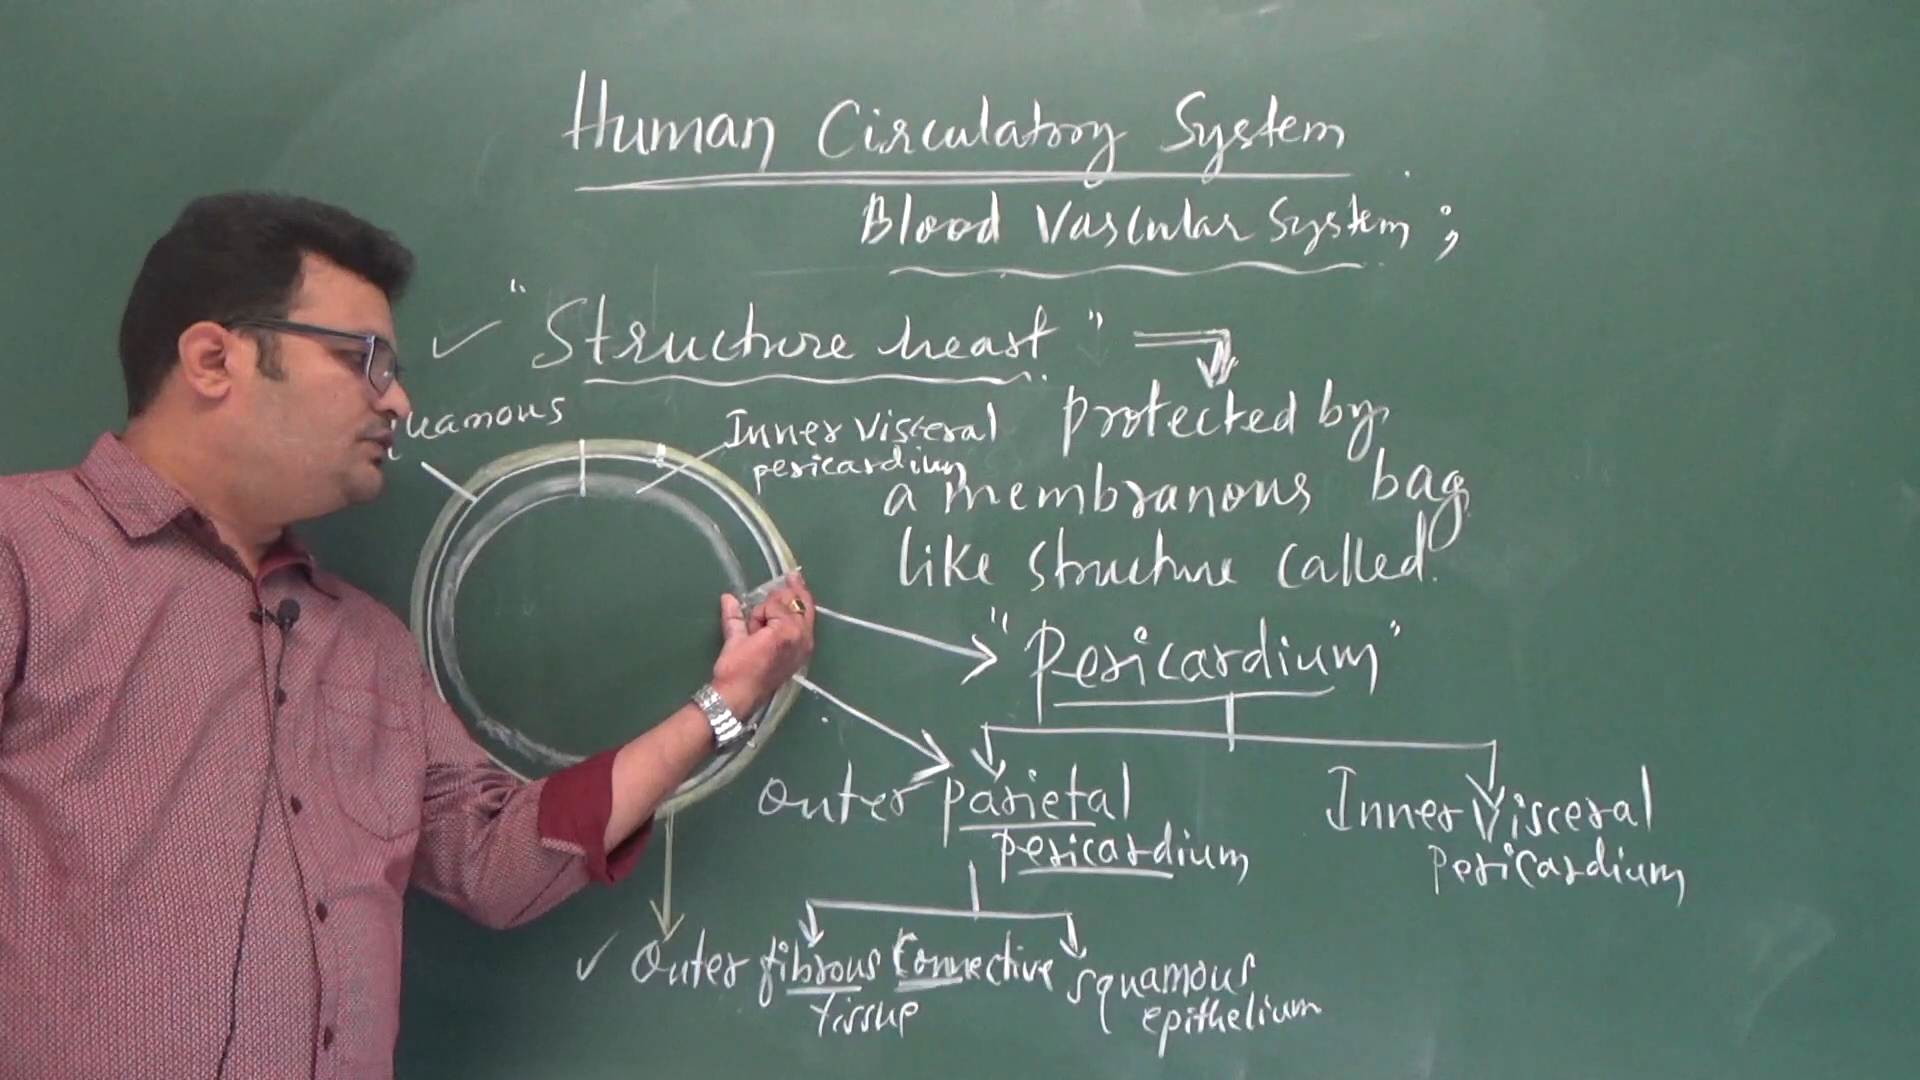 Human Circulatory System
Blood Vascular System ;
"Structure heart"
Inner Visceral
pericardium
protected by
a membranous bag
like structure called.
"Pericardium"
Outer parietal
pericardium
Inner Visceral
pericardium
Outer fibrous Connective
tissue
squamous
epithelium